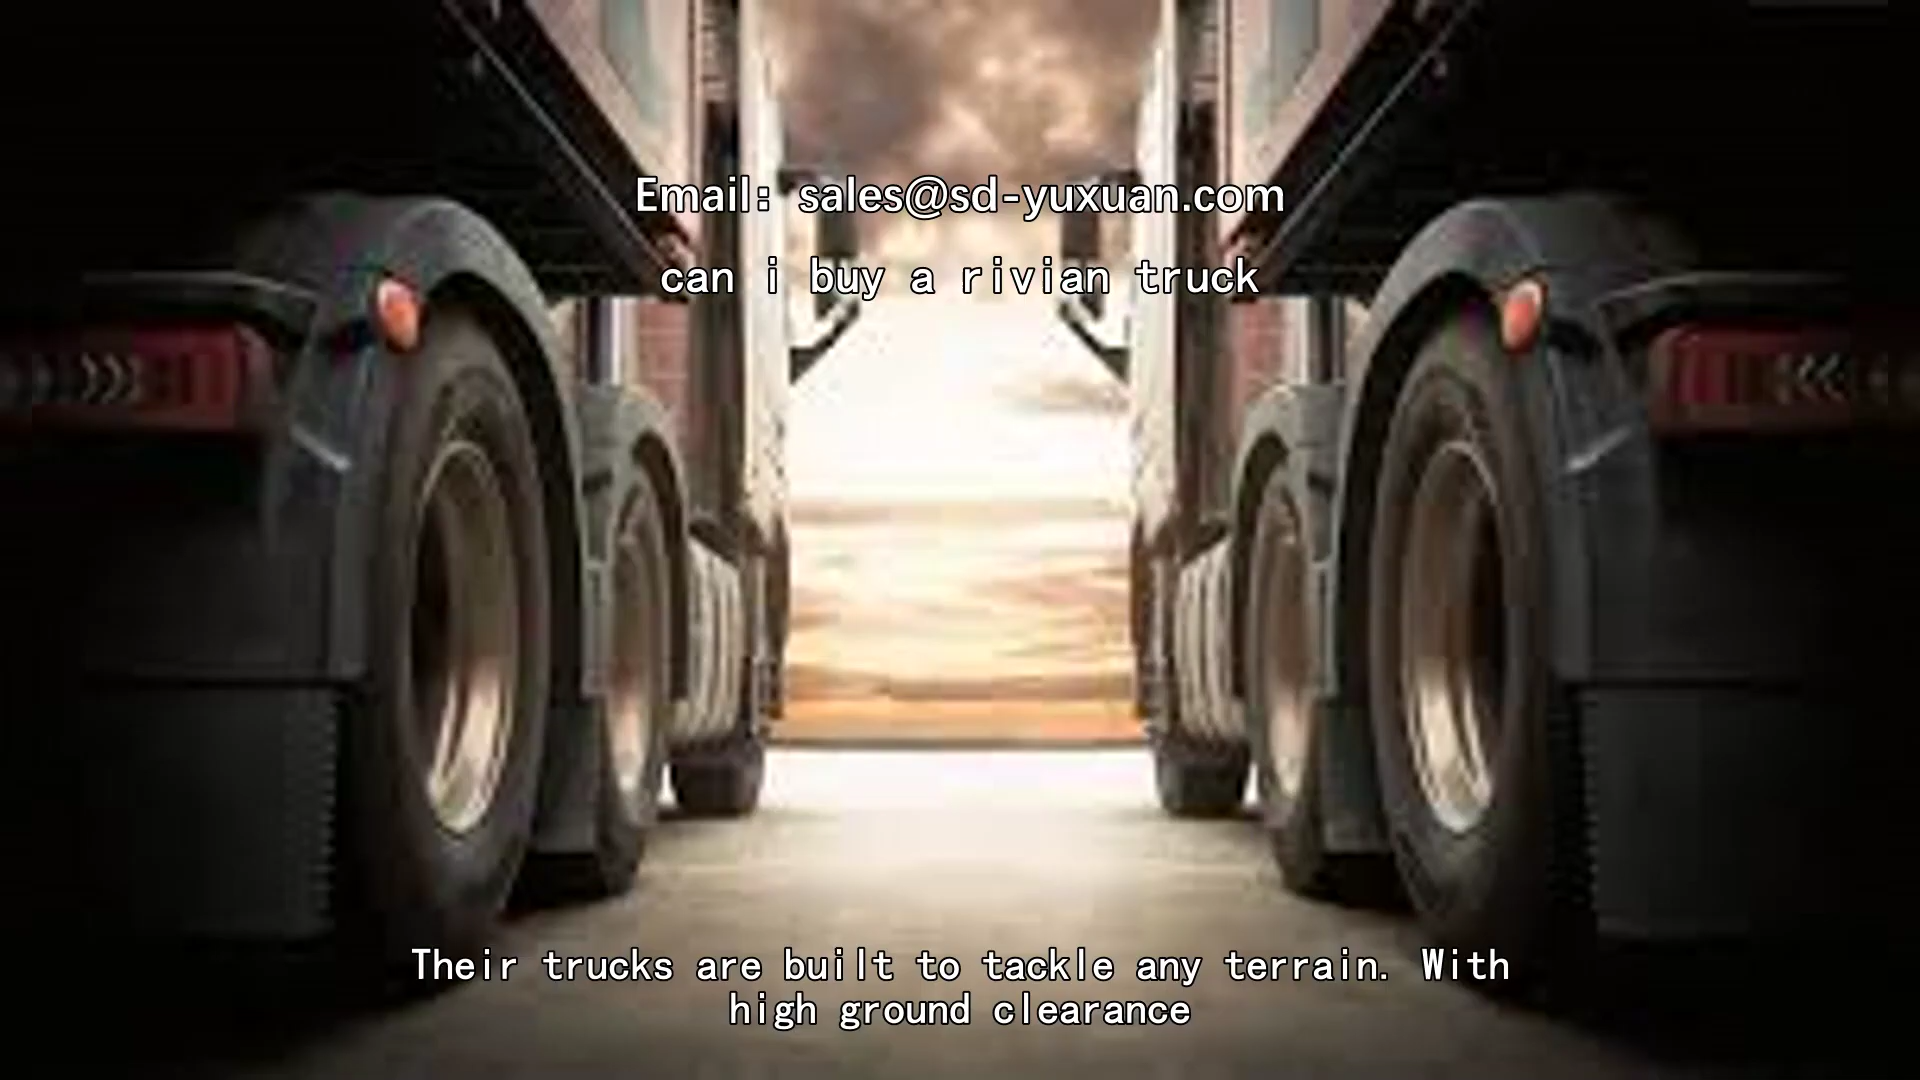 Email: sales@sd-yuxuan.com
can i buy a rivian truck
Their trucks are built to tackle any terrain. With
high ground clearance